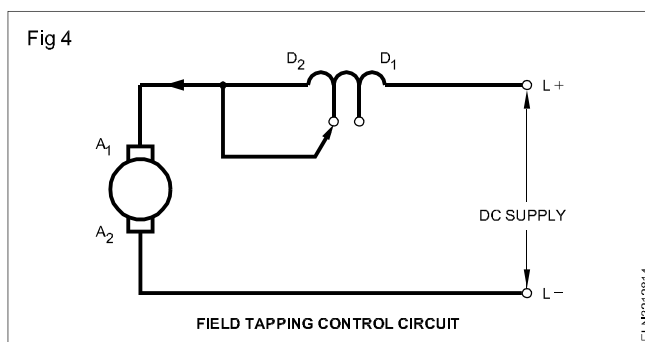 Fig 4
D2 D1
L+
A1
A2
DC SUPPLY
L−
FIELD TAPPING CONTROL CIRCUIT